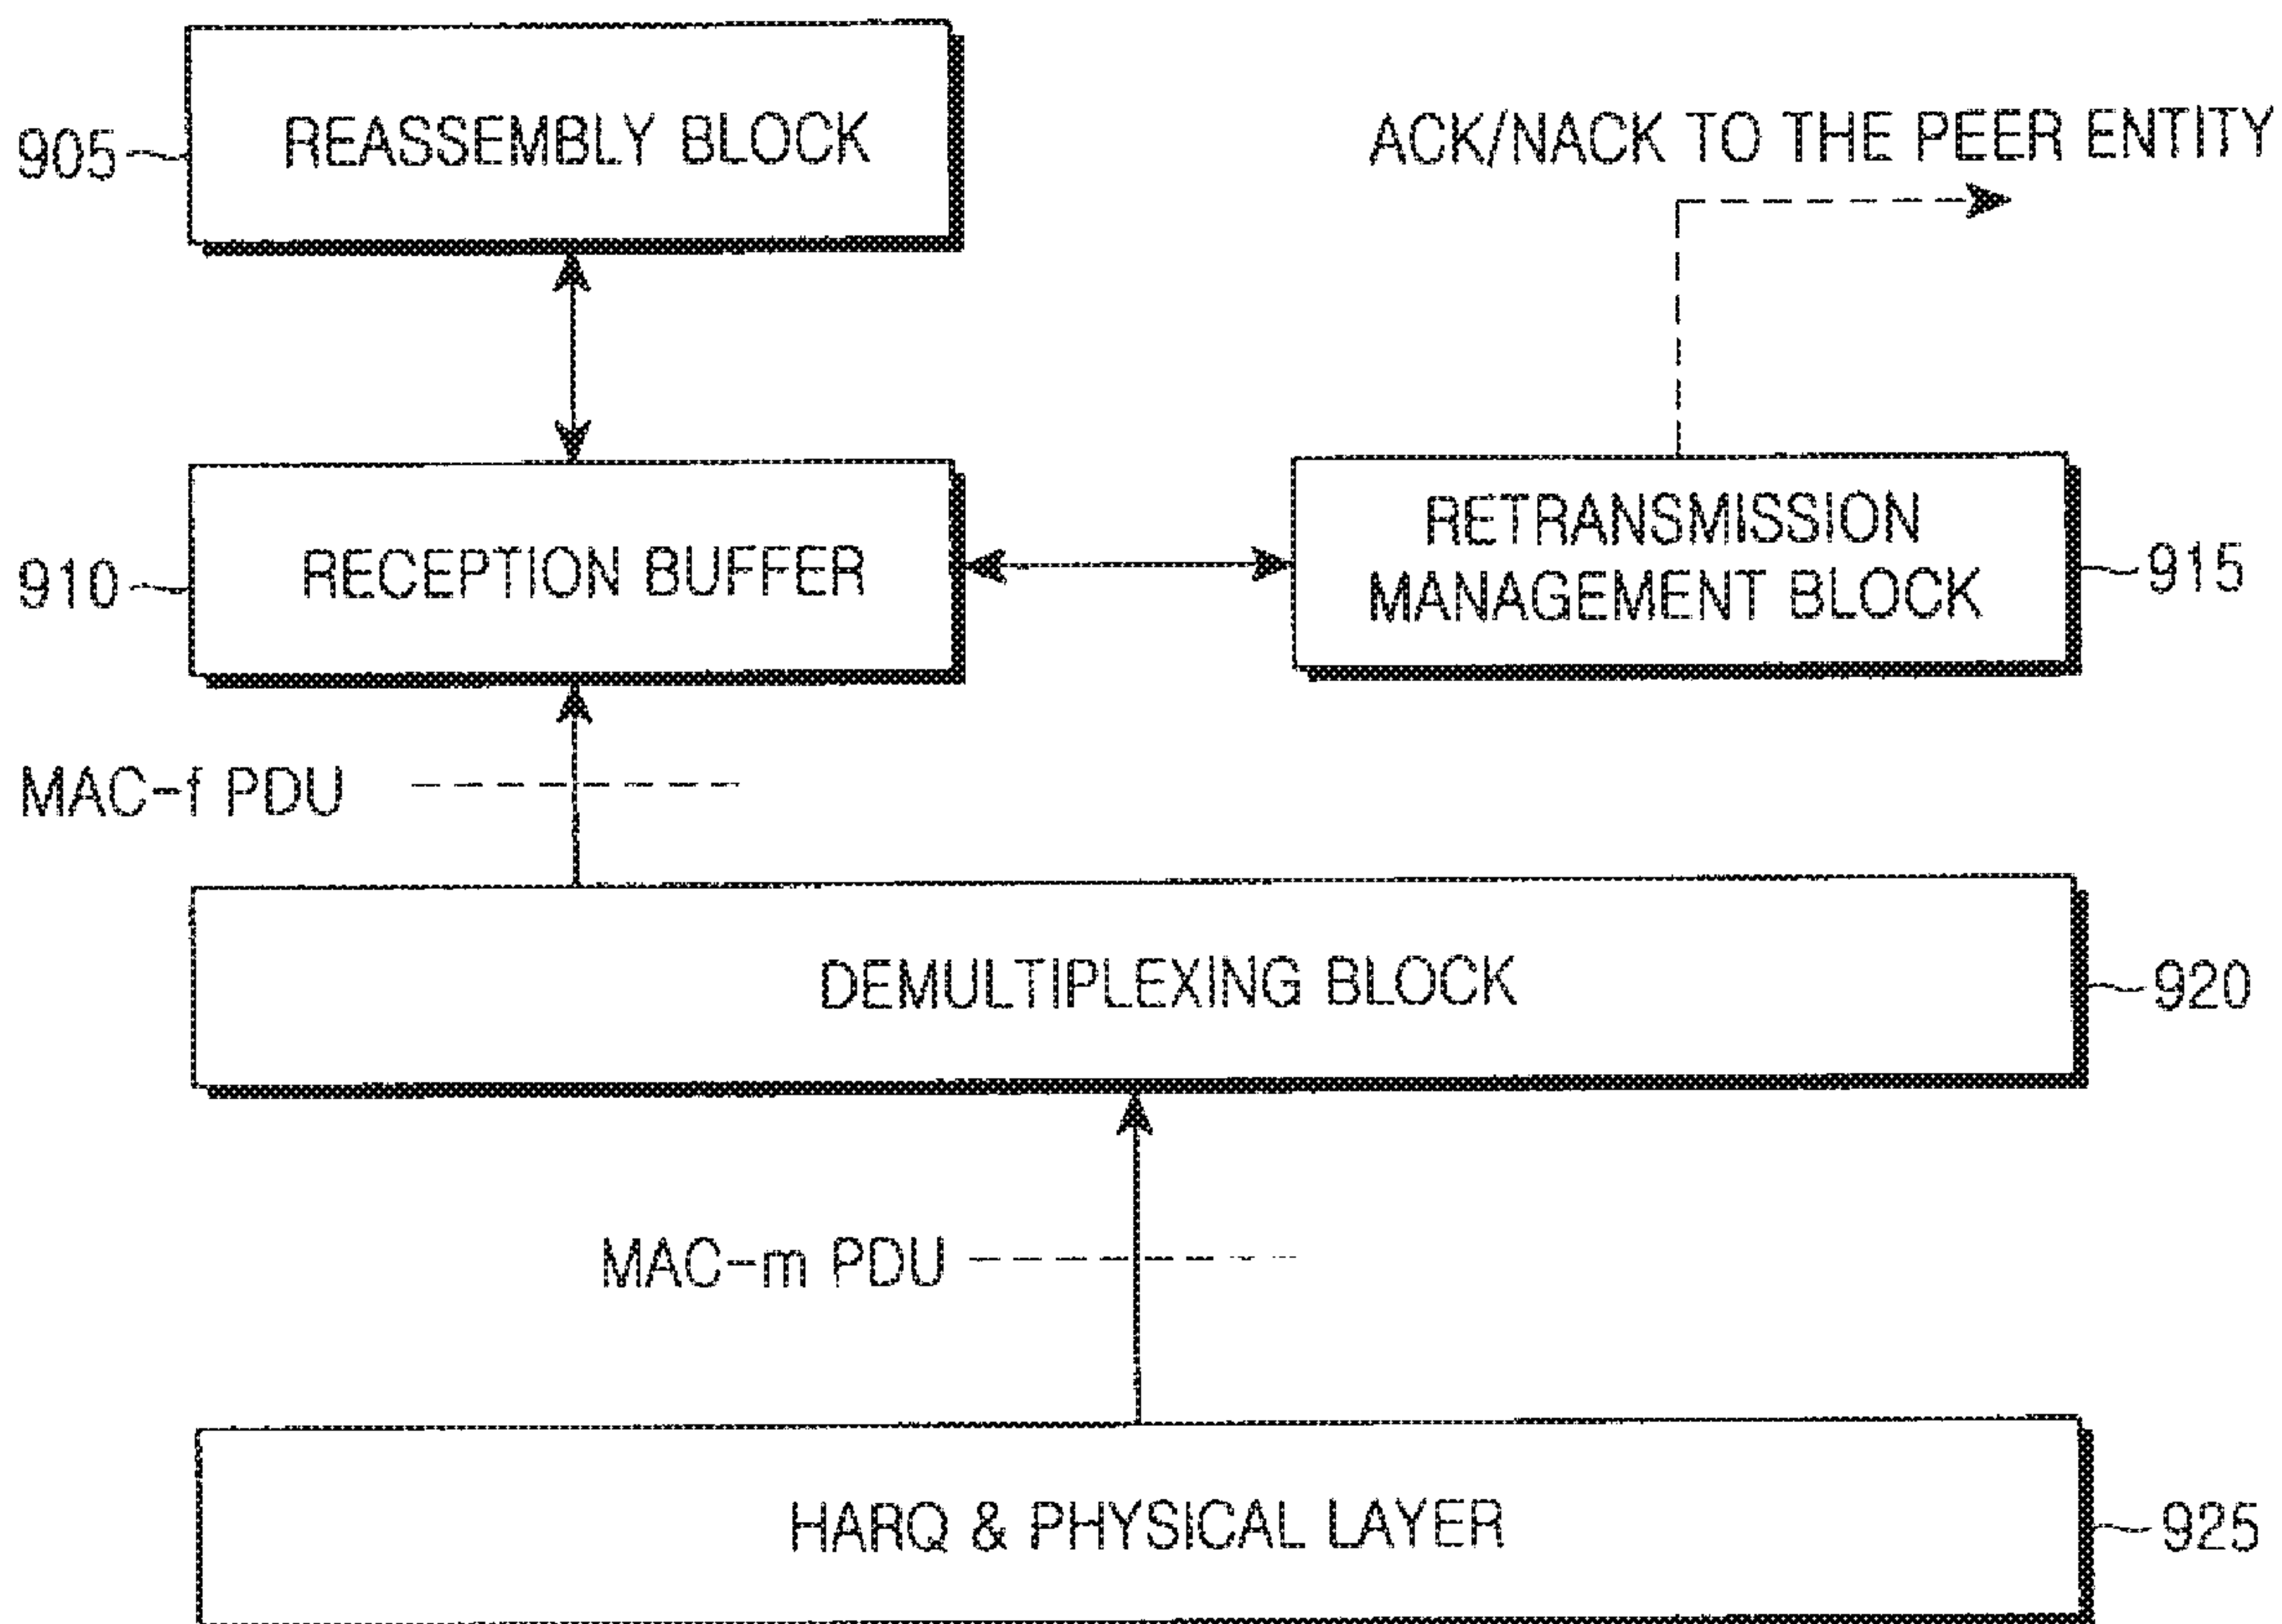 REASSEMBLY BLOCK
905
ACK/NACK TO THE PEER ENTITY
910
RECEPTION BUFFER
RETRANSMISSION
MANAGEMENT BLOCK
915
MAC-f PDU
DEMULTIPLEXING BLOCK
920
MAC-m PDU
HARQ & PHYSICAL LAYER
925